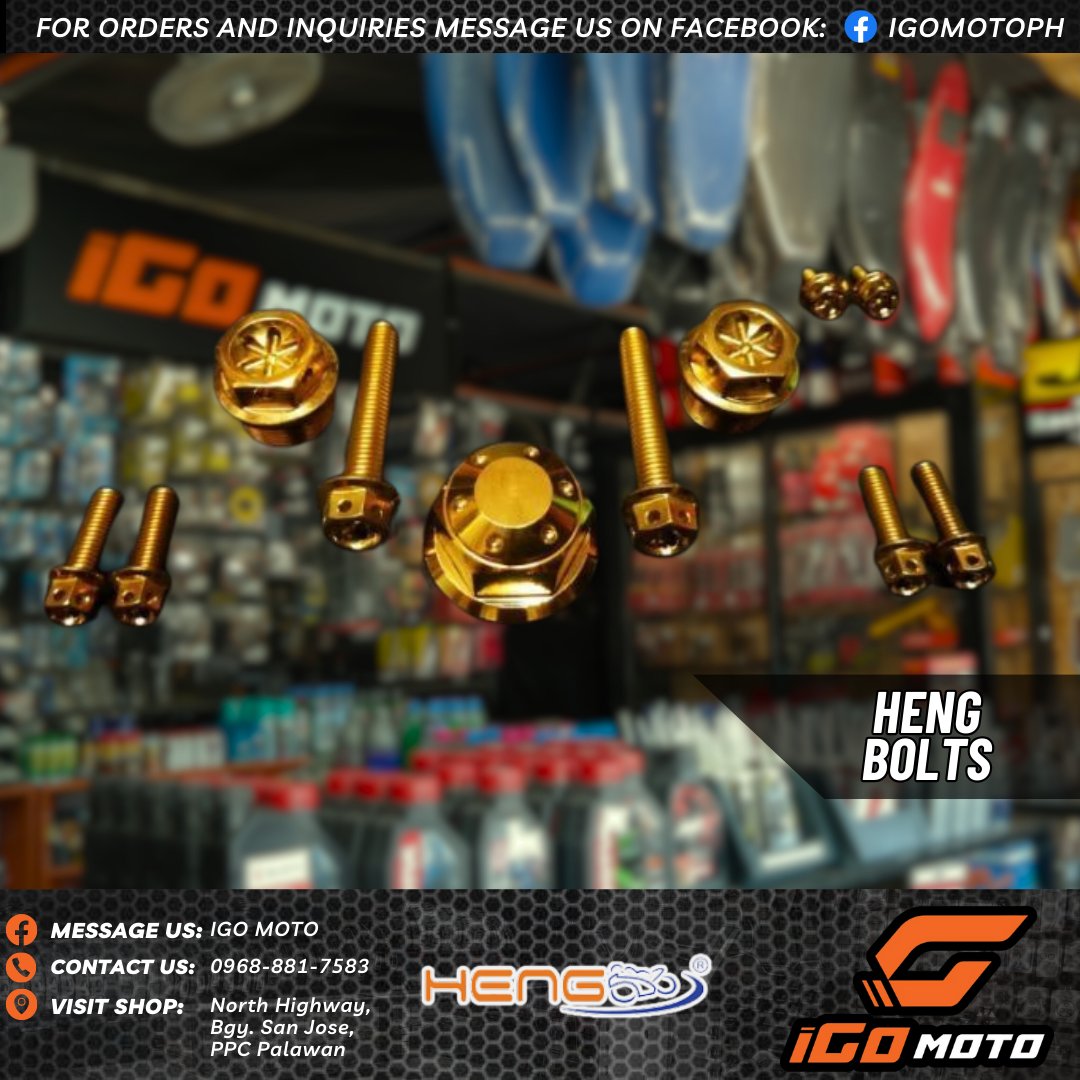 FOR ORDERS AND INQUIRIES MESSAGE US ON FACEBOOK: IGOMOTOPH
iGO MOTO
HENG
BOLTS
MESSAGE US: IGO MOTO
CONTACT US: 0968-881-7583
VISIT SHOP: North Highway,
Bgy. San Jose,
PPC Palawan
HENG®
iGO MOTO